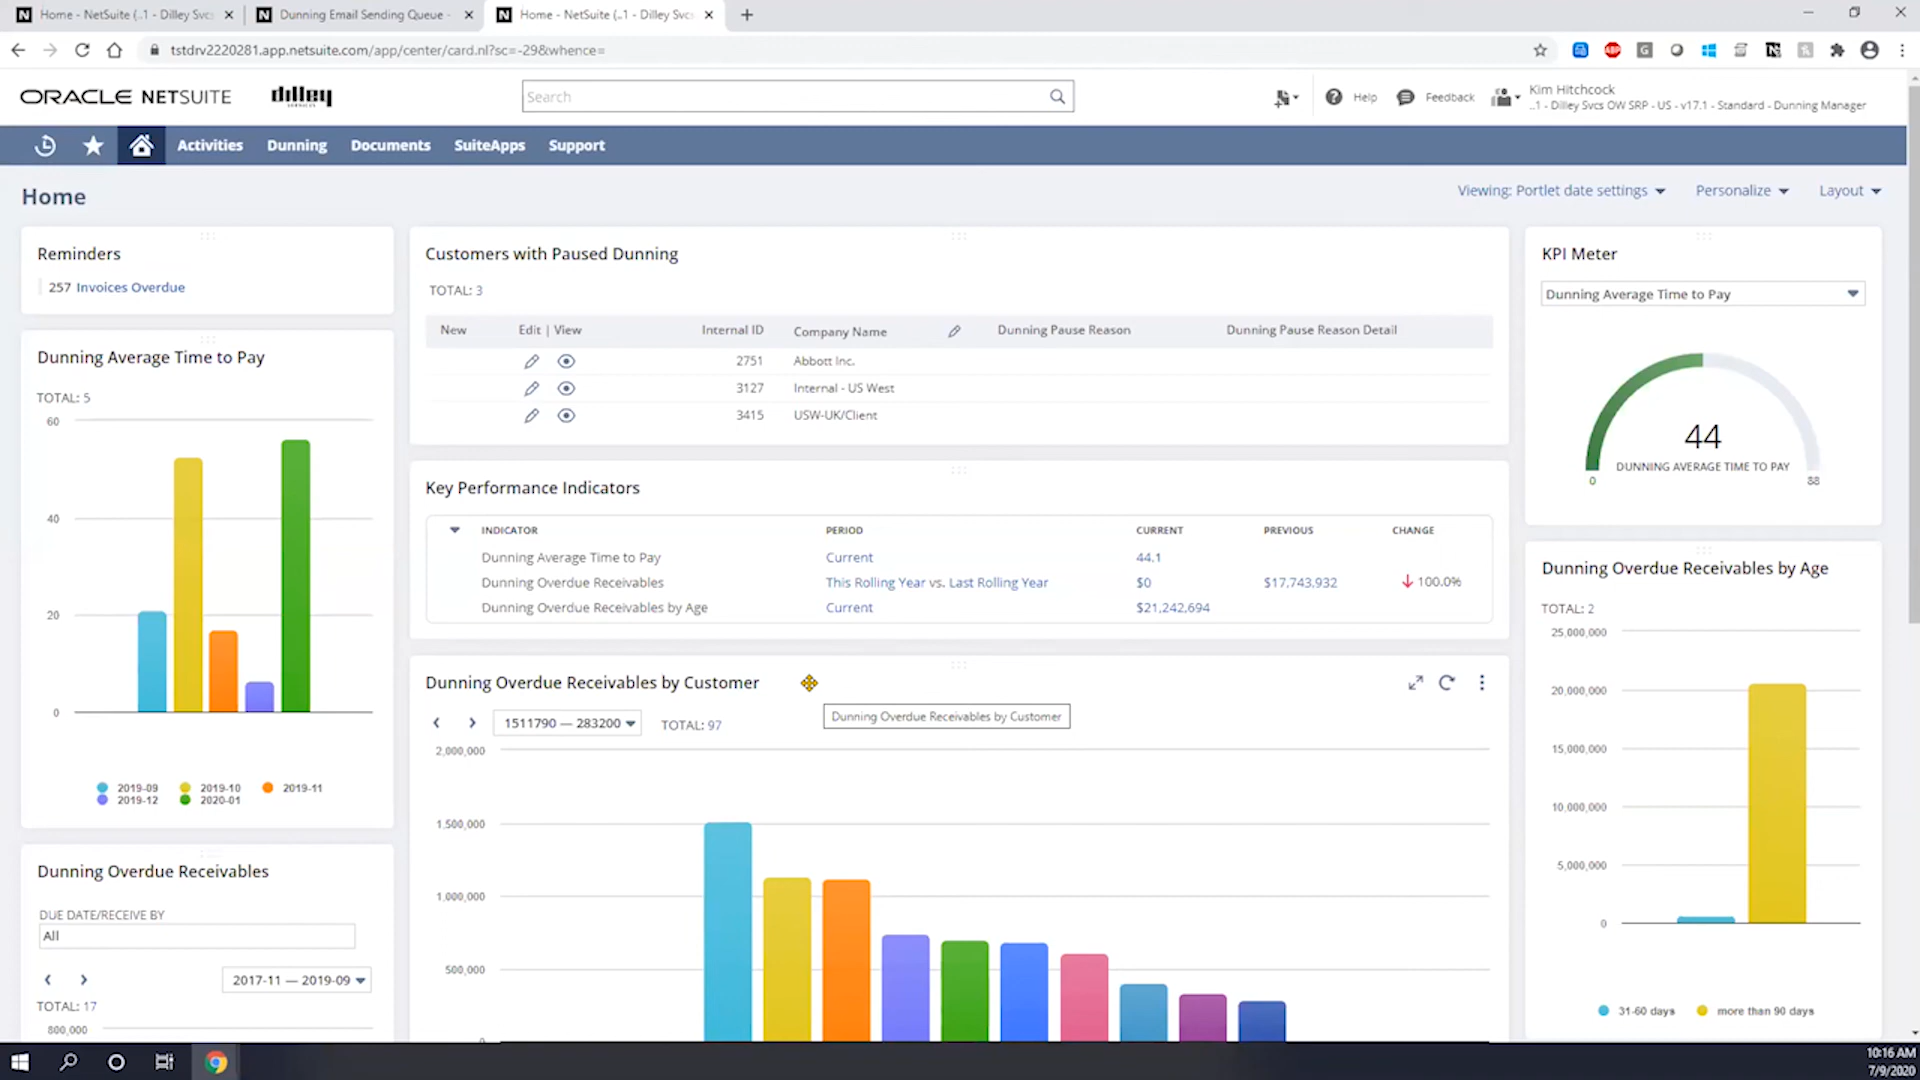 Home - NetSuite (..1 - Dilley Svcs
Dunning Email Sending Queue -
Home - NetSuite (..1 - Dilley Svcs
tstdrv2220281.app.netsuite.com/app/center/card.nl?sc=-29&whence=
ORACLE NETSUITE
dilley
SERVICES
Search
Help
Feedback
Kim Hitchcock
..1 - Dilley Svcs OW SRP - US - v17.1 - Standard - Dunning Manager
Activities
Dunning
Documents
SuiteApps
Support
Home
Viewing: Portlet date settings
Personalize
Layout
Reminders
257 Invoices Overdue
Dunning Average Time to Pay
TOTAL: 5
60
40
20
0
2019-09
2019-10
2019-11
2019-12
2020-01
Dunning Overdue Receivables
DUE DATE/RECEIVE BY
All
2017-11 — 2019-09
TOTAL: 17
800,000
Customers with Paused Dunning
TOTAL: 3
New Edit | View Internal ID Company Name Dunning Pause Reason Dunning Pause Reason Detail
2751 Abbott Inc.
3127 Internal - US West
3415 USW-UK/Client
Key Performance Indicators
INDICATOR PERIOD CURRENT PREVIOUS CHANGE
Dunning Average Time to Pay Current 44.1
Dunning Overdue Receivables This Rolling Year vs. Last Rolling Year $0 $17,743,932 100.0%
Dunning Overdue Receivables by Age Current $21,242,694
Dunning Overdue Receivables by Customer
1511790 — 283200
TOTAL: 97
Dunning Overdue Receivables by Customer
2,000,000
1,500,000
1,000,000
500,000
0
KPI Meter
Dunning Average Time to Pay
44
DUNNING AVERAGE TIME TO PAY
0
88
Dunning Overdue Receivables by Age
TOTAL: 2
25,000,000
20,000,000
15,000,000
10,000,000
5,000,000
0
31-60 days
more than 90 days
10:16 AM
7/9/2020